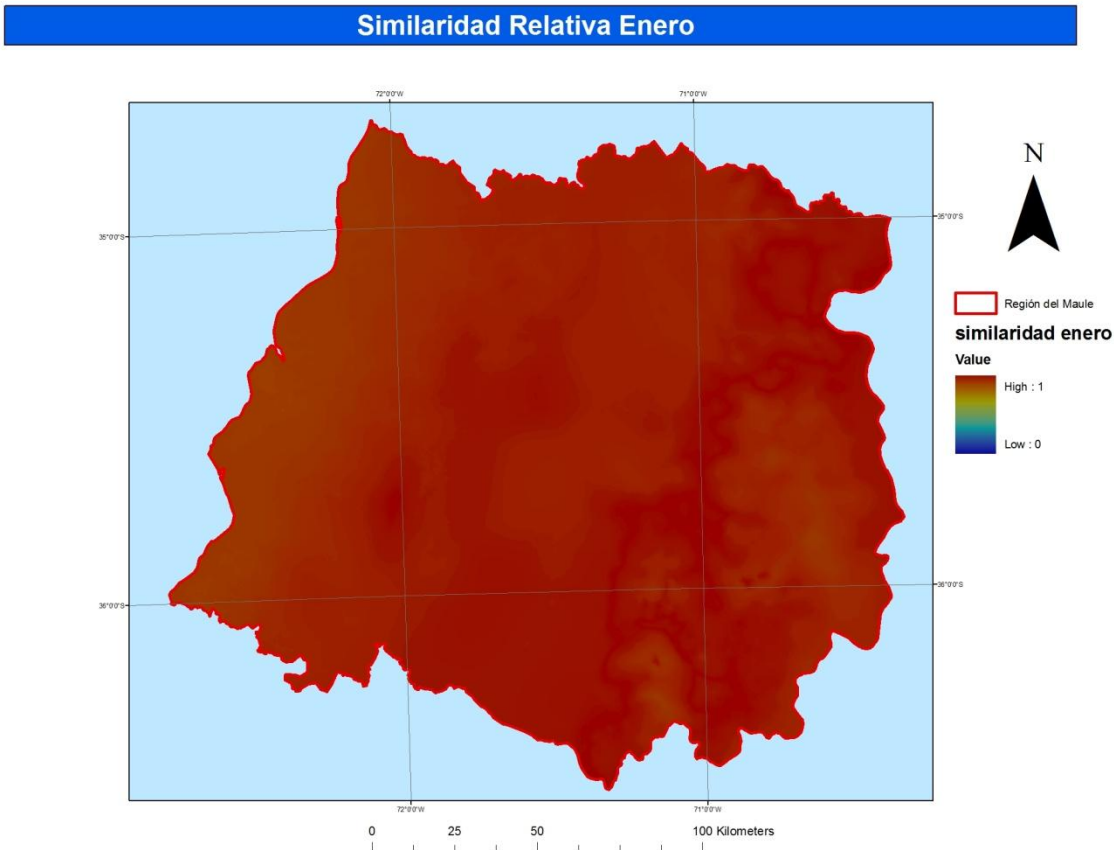 Similaridad Relativa Enero
72°0'0"W 71°0'0"W
N
35°0'0"S 35°0'0"S
Región del Maule
similaridad enero
Value
High : 1
Low : 0
36°0'0"S 36°0'0"S
72°0'0"W 71°0'0"W
0 25 50 100 Kilometers